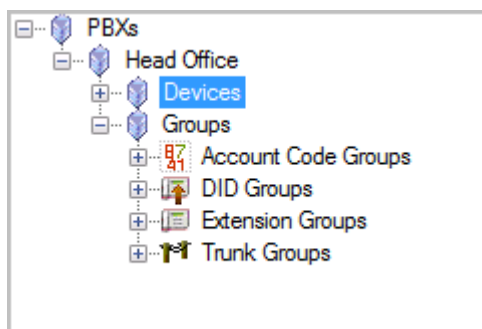 PBXs
Head Office
Devices
Groups
Account Code Groups
DID Groups
Extension Groups
Trunk Groups